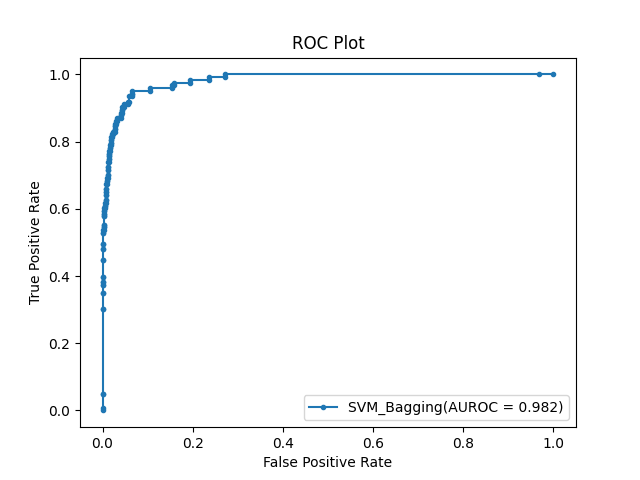 ROC Plot
True Positive Rate
1.0
0.8
0.6
0.4
0.2
0.0
0.0 0.2 0.4 0.6 0.8 1.0
False Positive Rate
SVM_Bagging(AUROC = 0.982)